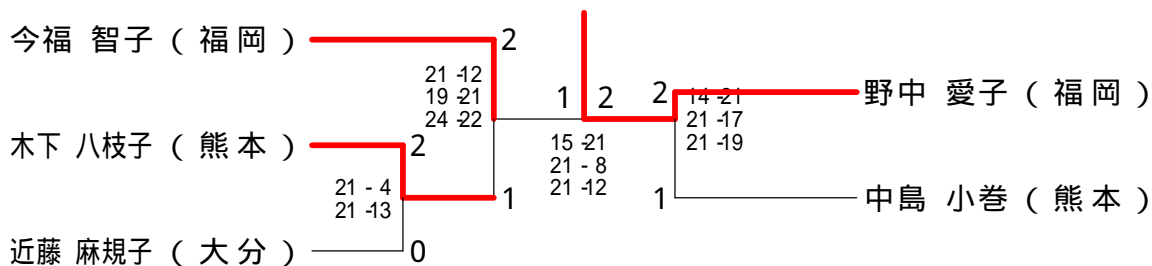 今福 智子 ( 福岡 )
2
21 -12
19 -21
24 -22
木下 八枝子 ( 熊本 )
2
21 - 4
21 -13
1
近藤 麻規子 ( 大分 )
0
1
2
15 -21
21 - 8
21 -12
2
14 -21
21 -17
21 -19
野中 愛子 ( 福岡 )
1
中島 小巻 ( 熊本 )